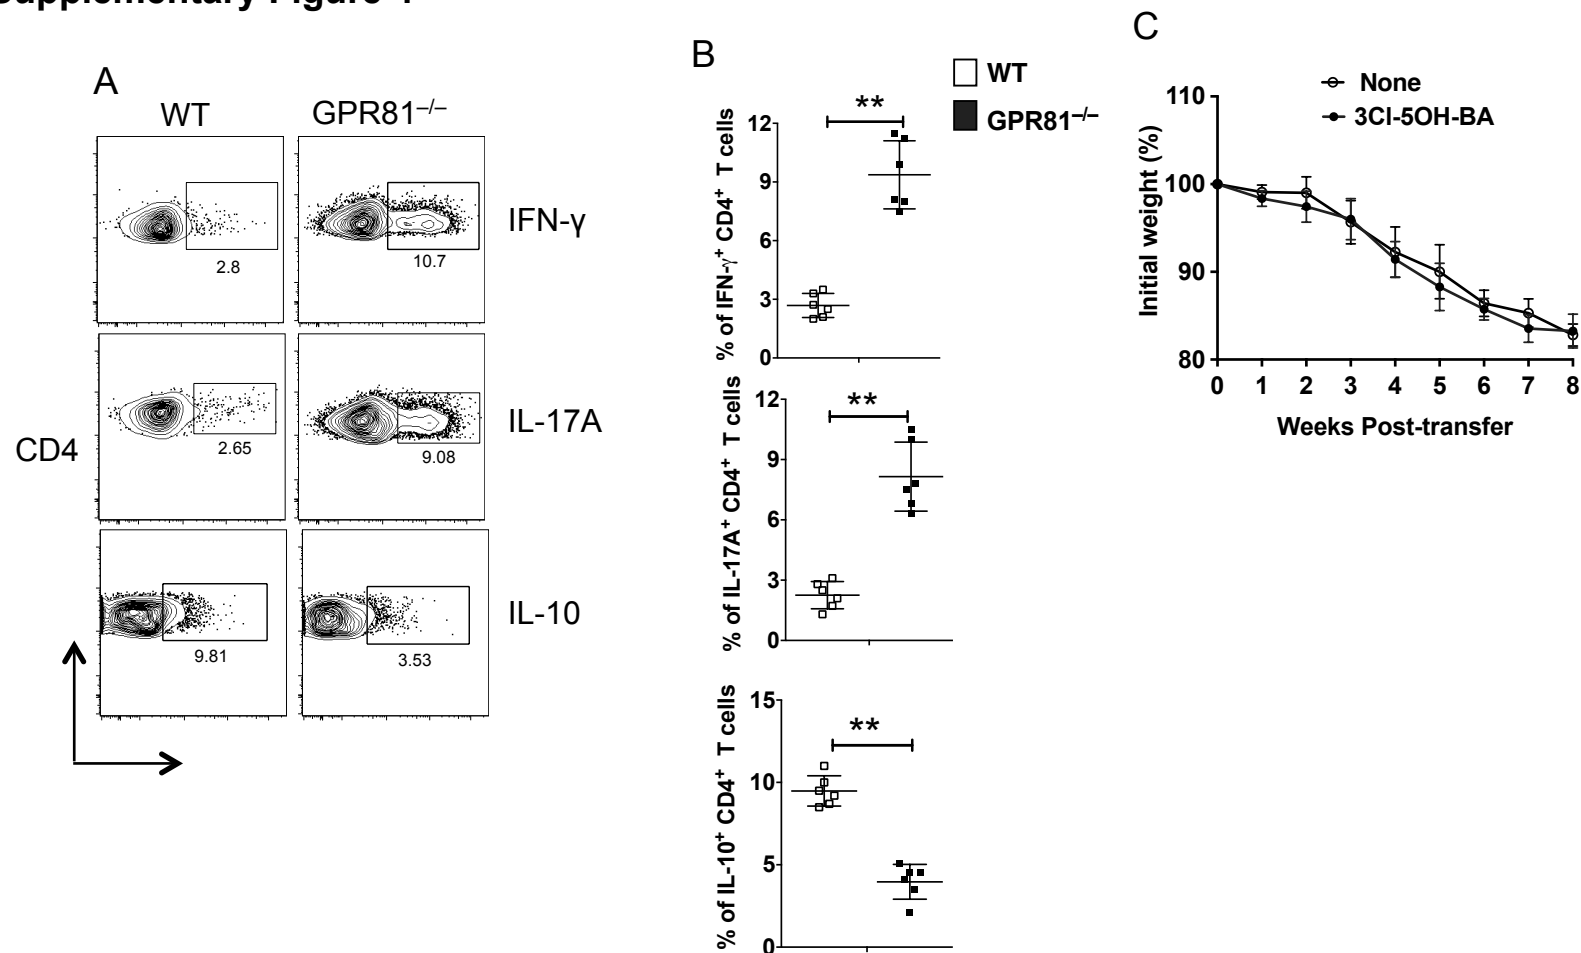 Supplementary Figure 4
A
WT
GPR81–/–
IFN-γ
2.8
10.7
IL-17A
2.65
9.08
CD4
IL-10
9.81
3.53
B
WT
GPR81–/–
% of IFN-γ+ CD4+ T cells
12
9
6
3
0
**
% of IL-17A+ CD4+ T cells
12
9
6
3
0
**
% of IL-10+ CD4+ T cells
15
10
5
0
**
C
None
3Cl-5OH-BA
Initial weight (%)
110
100
90
80
0 1 2 3 4 5 6 7 8
Weeks Post-transfer